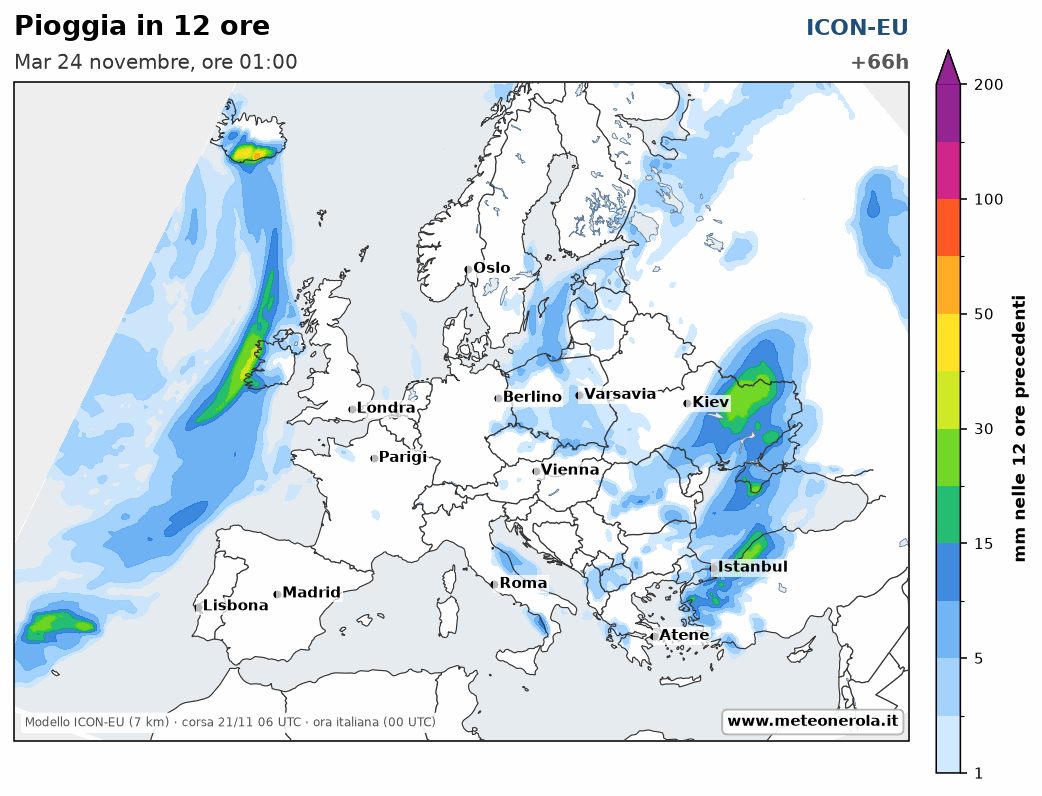 Pioggia in 12 ore
ICON-EU
Mar 24 novembre, ore 01:00
+66h
200
100
50
30
15
5
1
mm nelle 12 ore precedenti
Oslo
Berlino
Varsavia
Kiev
Londra
Parigi
Vienna
Istanbul
Roma
Madrid
Lisbona
Atene
Modello ICON-EU (7 km) · corsa 21/11 06 UTC · ora italiana (00 UTC)
www.meteonerola.it